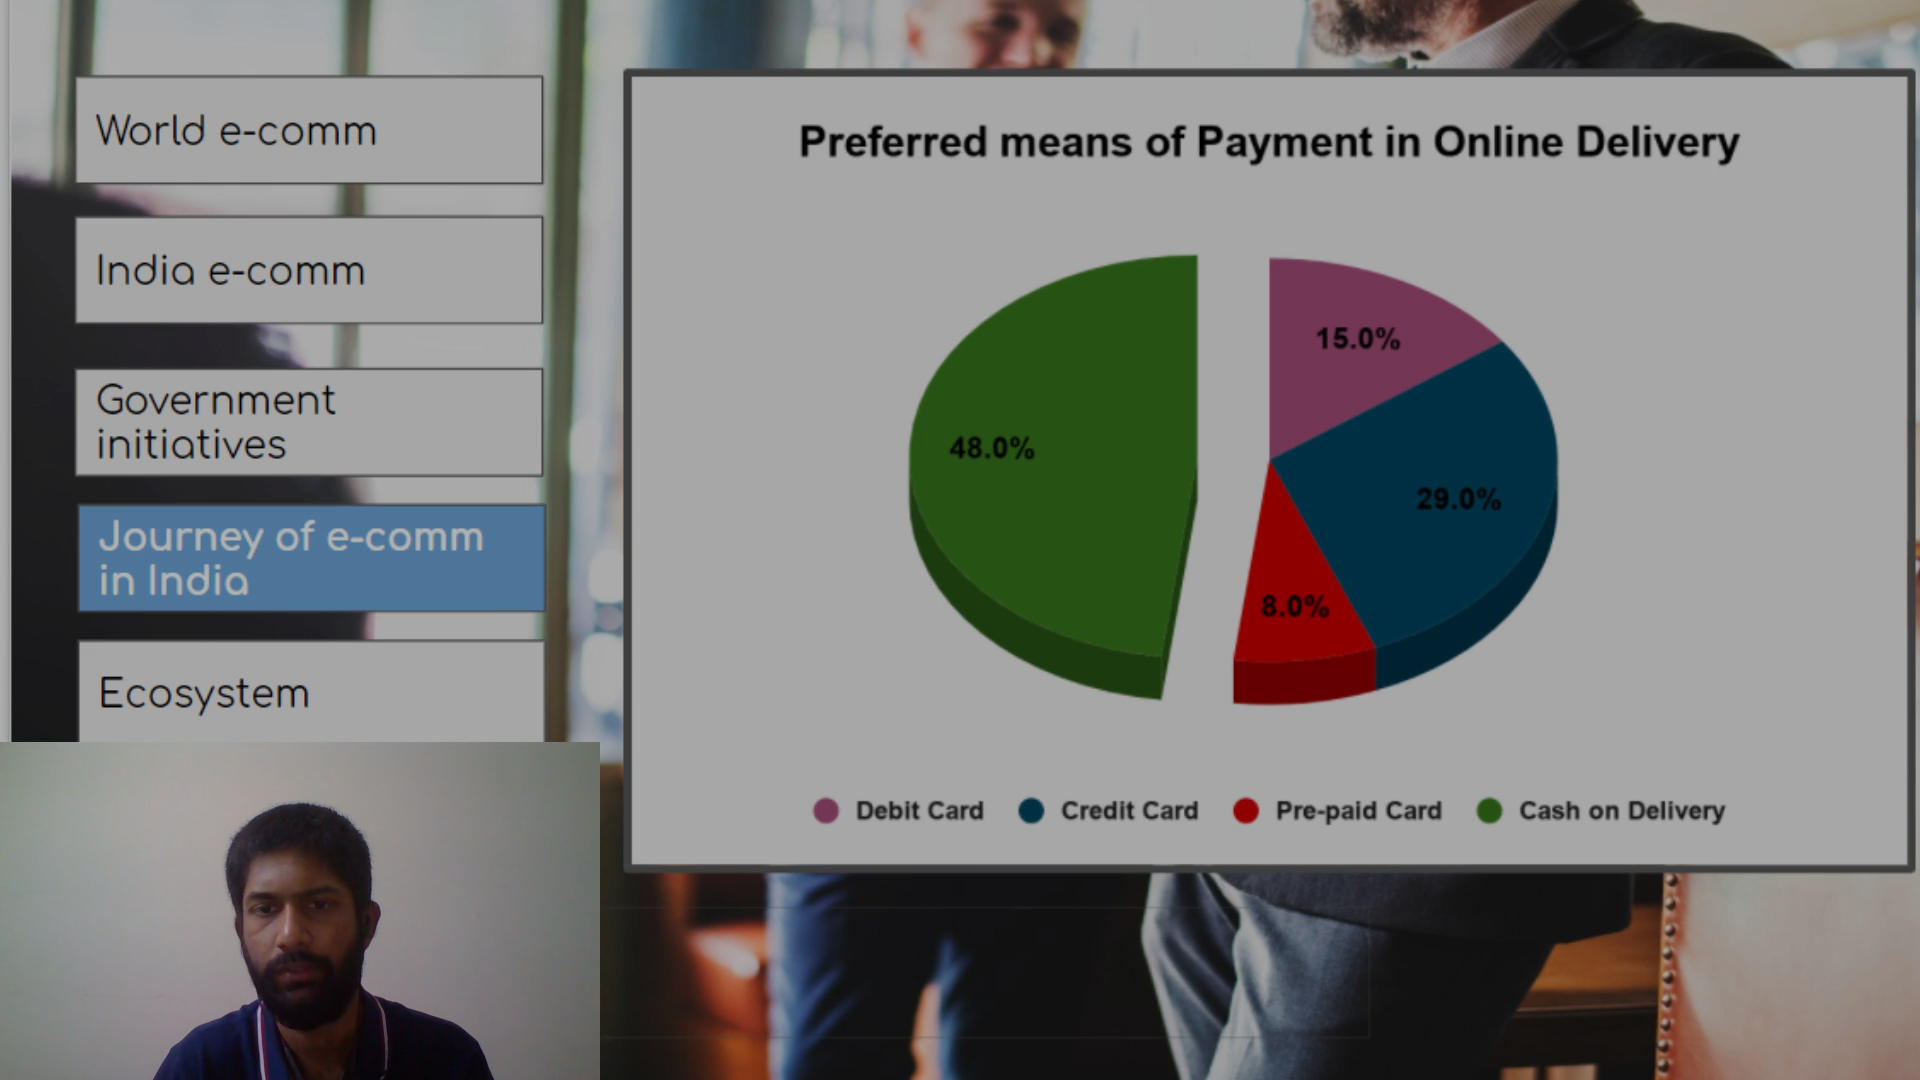 World e-comm
India e-comm
Government
initiatives
Journey of e-comm
in India
Ecosystem
Preferred means of Payment in Online Delivery
15.0%
48.0%
29.0%
8.0%
Debit Card Credit Card Pre-paid Card Cash on Delivery